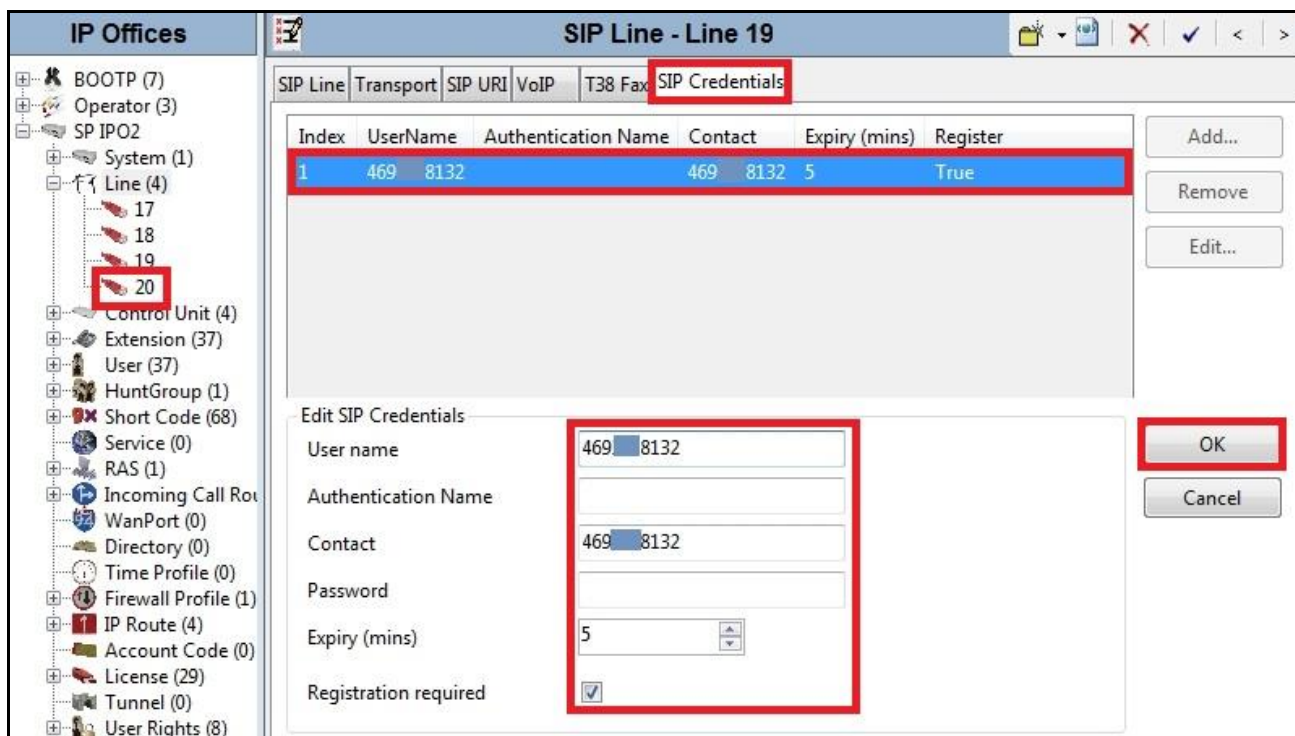 IP Offices
BOOTP (7)
Operator (3)
SP IPO2
System (1)
Line (4)
17
18
19
20
Control Unit (4)
Extension (37)
User (37)
HuntGroup (1)
Short Code (68)
Service (0)
RAS (1)
Incoming Call Rou
WanPort (0)
Directory (0)
Time Profile (0)
Firewall Profile (1)
IP Route (4)
Account Code (0)
License (29)
Tunnel (0)
User Rights (8)
SIP Line - Line 19
SIP Line Transport SIP URI VoIP T38 Fax SIP Credentials
Index UserName Authentication Name Contact Expiry (mins) Register
1 469 8132 469 8132 5 True
Add...
Remove
Edit...
Edit SIP Credentials
User name 469 8132
Authentication Name
Contact 469 8132
Password
Expiry (mins) 5
Registration required
OK
Cancel